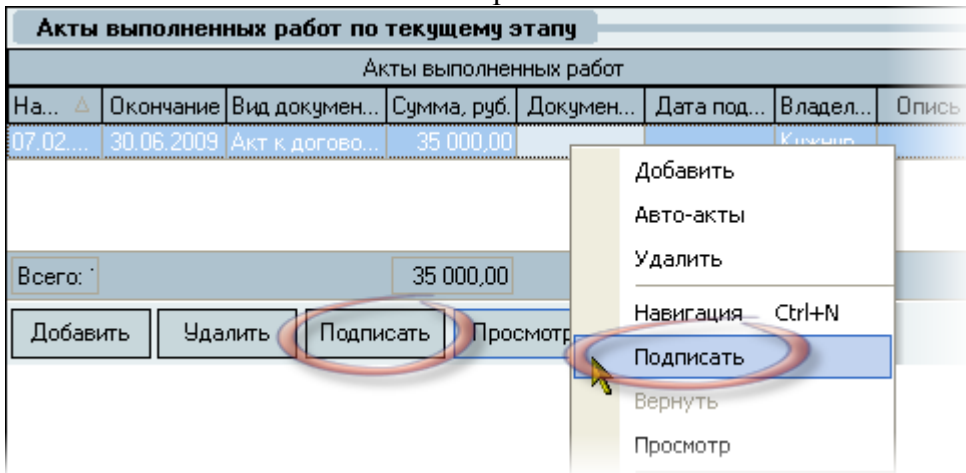 Акты выполненных работ по текущему этапу
Акты выполненных работ
На... Окончание Вид докумен... Сумма, руб. Докумен... Дата под... Владел... Опись
07.02.... 30.06.2009 Акт к догово... 35 000,00
Добавить
Авто-акты
Удалить
Всего: 35 000,00
Навигация Ctrl+N
Добавить Удалить Подписать Просмотр
Подписать
Вернуть
Просмотр